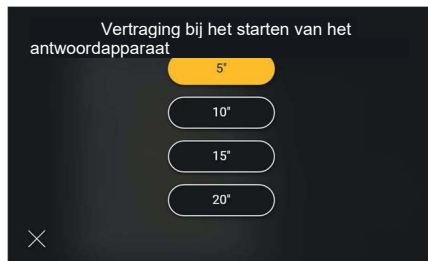 Vertraging bij het starten van het
antwoordapparaat
5"
10"
15"
20"